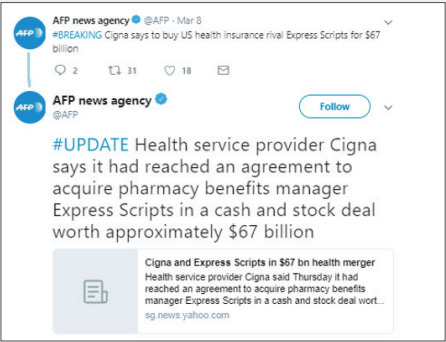 AFP news agency @AFP · Mar 8
#BREAKING Cigna says to buy US health insurance rival Express Scripts for $67
billion
2 31 18
AFP
AFP news agency
@AFP
Follow
AFP
#UPDATE Health service provider Cigna
says it had reached an agreement to
acquire pharmacy benefits manager
Express Scripts in a cash and stock deal
worth approximately $67 billion
Cigna and Express Scripts in $67 bn health merger
Health service provider Cigna said Thursday it had
reached an agreement to acquire pharmacy benefits
manager Express Scripts in a cash and stock deal wort...
sg.news.yahoo.com